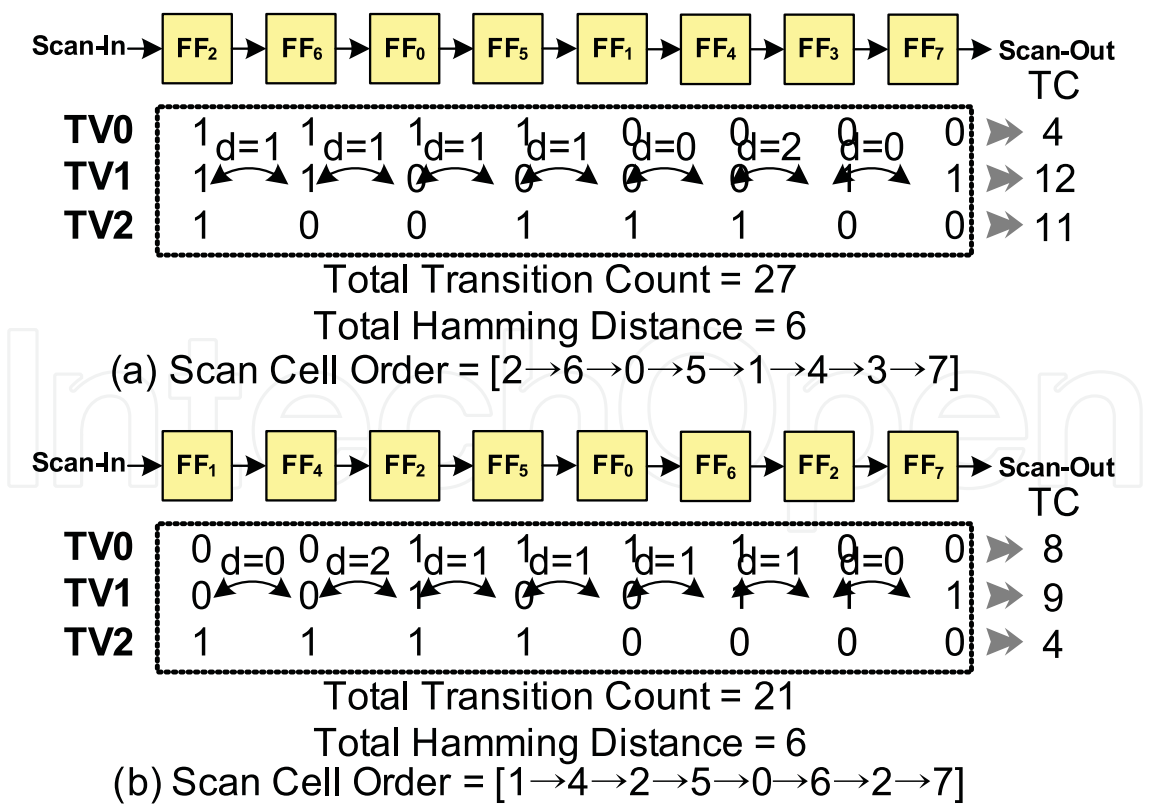 Scan-In FF2 FF6 FF0 FF5 FF1 FF4 FF3 FF7 Scan-Out
TC
TV0 1 1 1 1 0 0 0 0 4
d=1 d=1 d=1 d=1 d=0 d=2 d=0
TV1 1 1 0 0 0 0 1 1 12
TV2 1 0 0 1 1 1 0 0 11
Total Transition Count = 27
Total Hamming Distance = 6
(a) Scan Cell Order = [2→6→0→5→1→4→3→7]
IntechOpen
Scan-In FF1 FF4 FF2 FF5 FF0 FF6 FF2 FF7 Scan-Out
TC
TV0 0 0 1 1 1 1 0 0 8
d=0 d=2 d=1 d=1 d=1 d=1 d=0
TV1 0 0 1 0 0 1 1 1 9
TV2 1 1 1 1 0 0 0 0 4
Total Transition Count = 21
Total Hamming Distance = 6
(b) Scan Cell Order = [1→4→2→5→0→6→2→7]